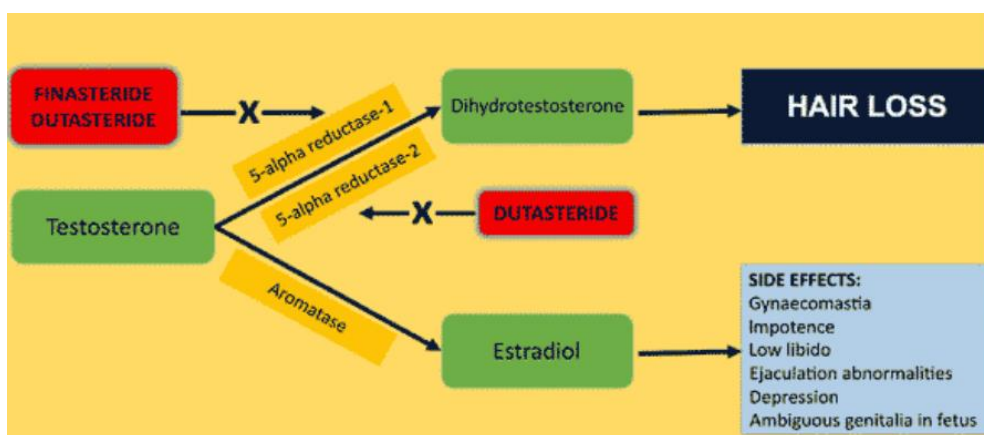 FINASTERIDE
DUTASTERIDE
X
5-alpha reductase-1
Dihydrotestosterone
HAIR LOSS
5-alpha reductase-2
Testosterone
X
DUTASTERIDE
Aromatase
Estradiol
SIDE EFFECTS:
Gynaecomastia
Impotence
Low libido
Ejaculation abnormalities
Depression
Ambiguous genitalia in fetus